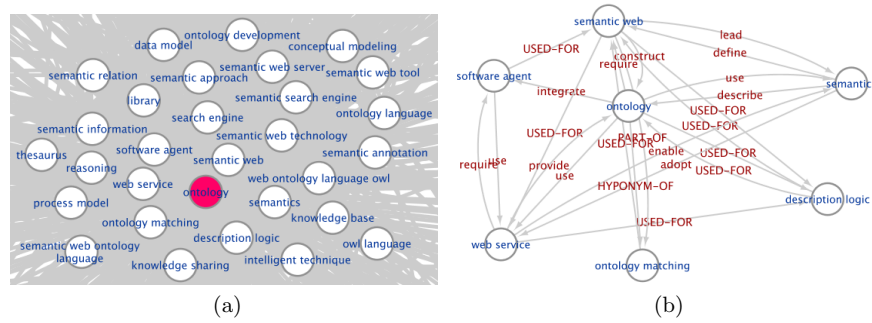 ontology development
data model
conceptual modeling
semantic web server
semantic relation
semantic approach
semantic web tool
library
semantic search engine
ontology language
search engine
semantic information
semantic web technology
thesaurus
software agent
semantic annotation
reasoning
semantic web
web service
web ontology language owl
ontology
process model
semantics
ontology matching
knowledge base
description logic
semantic web ontology
language
owl language
knowledge sharing
intelligent technique
(a)
semantic web
lead
USED-FOR
construct
define
require
software agent
use
semantic
integrate
describe
ontology
USED-FOR
USED-FOR
USED-FOR
PART-OF
USED-FOR
enable
USED-FOR
require
use
provide
adopt
USED-FOR
use
HYPONYM-OF
description logic
USED-FOR
web service
ontology matching
(b)